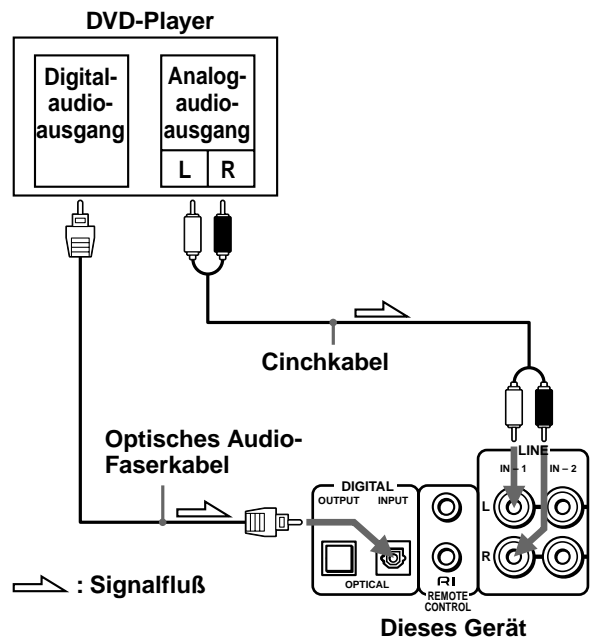 DVD-Player
Digital-
audio-
ausgang
Analog-
audio-
ausgang
L R
Cinchkabel
Optisches Audio-
Faserkabel
LINE
IN – 1 IN – 2
DIGITAL
OUTPUT INPUT
L
R
OPTICAL
RI
REMOTE
CONTROL
: Signalfluß
Dieses Gerät